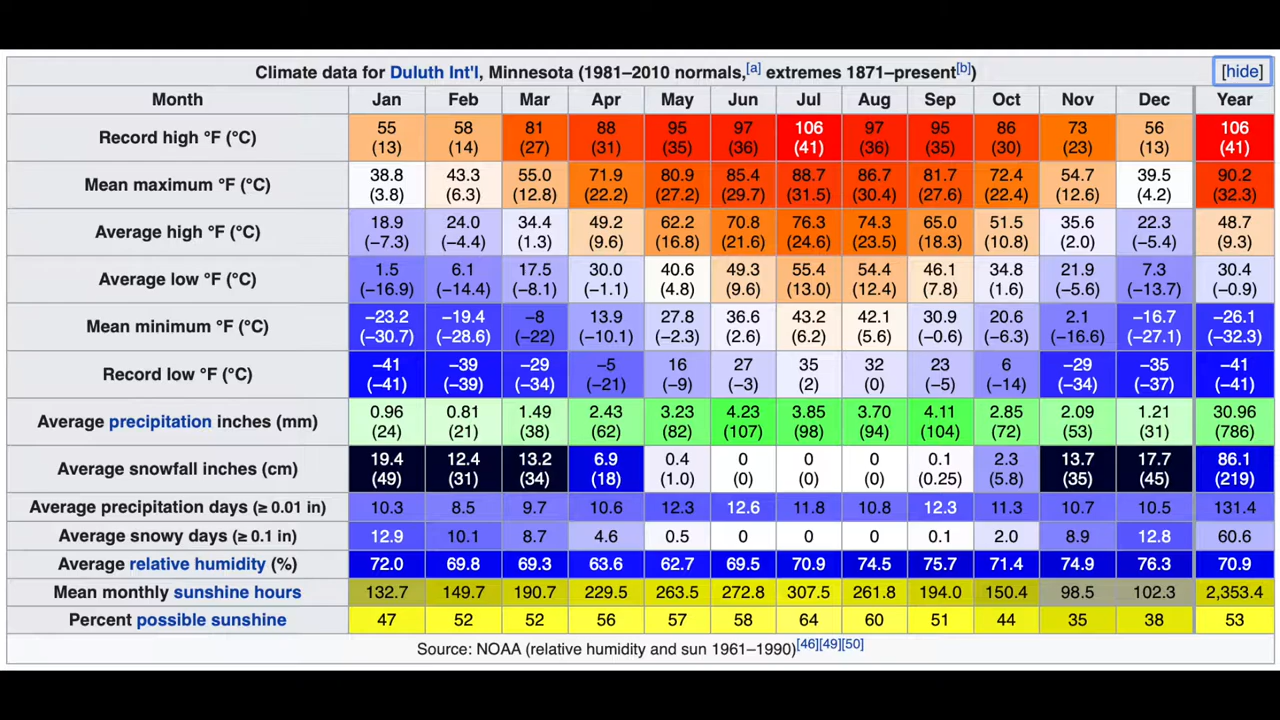 Climate data for Duluth Int'l, Minnesota (1981–2010 normals,[a] extremes 1871–present[b]) [hide]
Month Jan Feb Mar Apr May Jun Jul Aug Sep Oct Nov Dec Year
Record high °F (°C) 55 58 81 88 95 97 106 97 95 86 73 56 106
(13) (14) (27) (31) (35) (36) (41) (36) (35) (30) (23) (13) (41)
Mean maximum °F (°C) 38.8 43.3 55.0 71.9 80.9 85.4 88.7 86.7 81.7 72.4 54.7 39.5 90.2
(3.8) (6.3) (12.8) (22.2) (27.2) (29.7) (31.5) (30.4) (27.6) (22.4) (12.6) (4.2) (32.3)
Average high °F (°C) 18.9 24.0 34.4 49.2 62.2 70.8 76.3 74.3 65.0 51.5 35.6 22.3 48.7
(−7.3) (−4.4) (1.3) (9.6) (16.8) (21.6) (24.6) (23.5) (18.3) (10.8) (2.0) (−5.4) (9.3)
Average low °F (°C) 1.5 6.1 17.5 30.0 40.6 49.3 55.4 54.4 46.1 34.8 21.9 7.3 30.4
(−16.9) (−14.4) (−8.1) (−1.1) (4.8) (9.6) (13.0) (12.4) (7.8) (1.6) (−5.6) (−13.7) (−0.9)
Mean minimum °F (°C) −23.2 −19.4 −8 13.9 27.8 36.6 43.2 42.1 30.9 20.6 2.1 −16.7 −26.1
(−30.7) (−28.6) (−22) (−10.1) (−2.3) (2.6) (6.2) (5.6) (−0.6) (−6.3) (−16.6) (−27.1) (−32.3)
Record low °F (°C) −41 −39 −29 −5 16 27 35 32 23 6 −29 −35 −41
(−41) (−39) (−34) (−21) (−9) (−3) (2) (0) (−5) (−14) (−34) (−37) (−41)
Average precipitation inches (mm) 0.96 0.81 1.49 2.43 3.23 4.23 3.85 3.70 4.11 2.85 2.09 1.21 30.96
(24) (21) (38) (62) (82) (107) (98) (94) (104) (72) (53) (31) (786)
Average snowfall inches (cm) 19.4 12.4 13.2 6.9 0.4 0 0 0 0.1 2.3 13.7 17.7 86.1
(49) (31) (34) (18) (1.0) (0) (0) (0) (0.25) (5.8) (35) (45) (219)
Average precipitation days (≥ 0.01 in) 10.3 8.5 9.7 10.6 12.3 12.6 11.8 10.8 12.3 11.3 10.7 10.5 131.4
Average snowy days (≥ 0.1 in) 12.9 10.1 8.7 4.6 0.5 0 0 0 0.1 2.0 8.9 12.8 60.6
Average relative humidity (%) 72.0 69.8 69.3 63.6 62.7 69.5 70.9 74.5 75.7 71.4 74.9 76.3 70.9
Mean monthly sunshine hours 132.7 149.7 190.7 229.5 263.5 272.8 307.5 261.8 194.0 150.4 98.5 102.3 2,353.4
Percent possible sunshine 47 52 52 56 57 58 64 60 51 44 35 38 53
Source: NOAA (relative humidity and sun 1961–1990)[46][49][50]